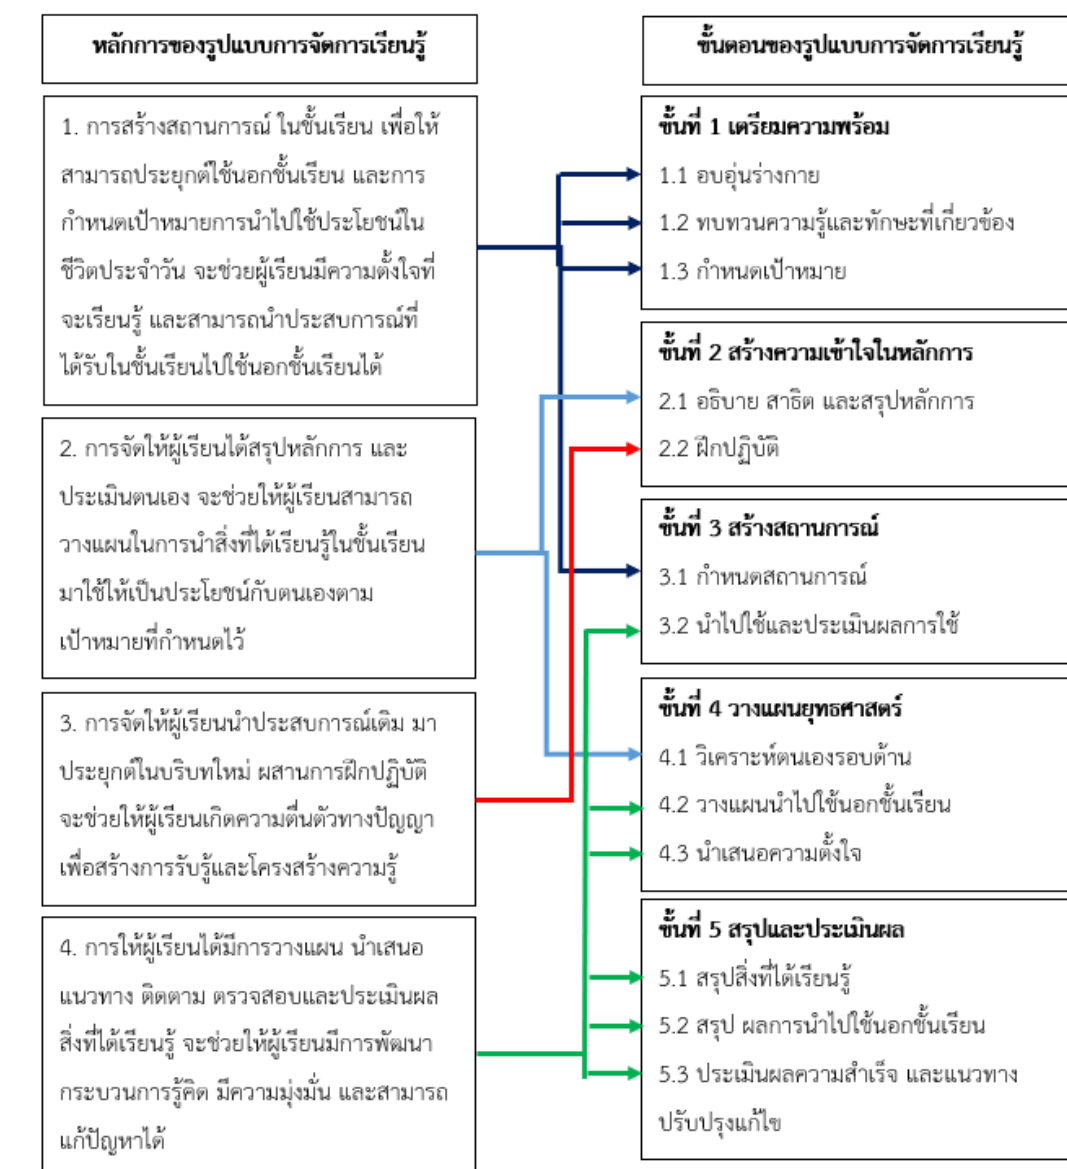 หลักการของรูปแบบการจัดการเรียนรู้
1. การสร้างสถานการณ์ ในชั้นเรียน เพื่อให้
สามารถประยุกต์ใช้นอกชั้นเรียน และการ
กำหนดเป้าหมายการนำไปใช้ประโยชน์ใน
ชีวิตประจำวัน จะช่วยผู้เรียนมีความตั้งใจที่
จะเรียนรู้ และสามารถนำประสบการณ์ที่
ได้รับในชั้นเรียนไปใช้นอกชั้นเรียนได้
2. การจัดให้ผู้เรียนได้สรุปหลักการ และ
ประเมินตนเอง จะช่วยให้ผู้เรียนสามารถ
วางแผนในการนำสิ่งที่ได้เรียนรู้ในชั้นเรียน
มาใช้ให้เป็นประโยชน์กับตนเองตาม
เป้าหมายที่กำหนดไว้
3. การจัดให้ผู้เรียนนำประสบการณ์เดิม มา
ประยุกต์ในบริบทใหม่ ผสานการฝึกปฏิบัติ
จะช่วยให้ผู้เรียนเกิดความตื่นตัวทางปัญญา
เพื่อสร้างการรับรู้และโครงสร้างความรู้
4. การให้ผู้เรียนได้มีการวางแผน นำเสนอ
แนวทาง ติดตาม ตรวจสอบและประเมินผล
สิ่งที่ได้เรียนรู้ จะช่วยให้ผู้เรียนมีการพัฒนา
กระบวนการรู้คิด มีความมุ่งมั่น และสามารถ
แก้ปัญหาได้
ขั้นตอนของรูปแบบการจัดการเรียนรู้
ขั้นที่ 1 เตรียมความพร้อม
1.1 อบอุ่นร่างกาย
1.2 ทบทวนความรู้และทักษะที่เกี่ยวข้อง
1.3 กำหนดเป้าหมาย
ขั้นที่ 2 สร้างความเข้าใจในหลักการ
2.1 อธิบาย สาธิต และสรุปหลักการ
2.2 ฝึกปฏิบัติ
ขั้นที่ 3 สร้างสถานการณ์
3.1 กำหนดสถานการณ์
3.2 นำไปใช้และประเมินผลการใช้
ขั้นที่ 4 วางแผนยุทธศาสตร์
4.1 วิเคราะห์ตนเองรอบด้าน
4.2 วางแผนนำไปใช้นอกชั้นเรียน
4.3 นำเสนอความตั้งใจ
ขั้นที่ 5 สรุปและประเมินผล
5.1 สรุปสิ่งที่ได้เรียนรู้
5.2 สรุป ผลการนำไปใช้นอกชั้นเรียน
5.3 ประเมินผลความสำเร็จ และแนวทาง
ปรับปรุงแก้ไข